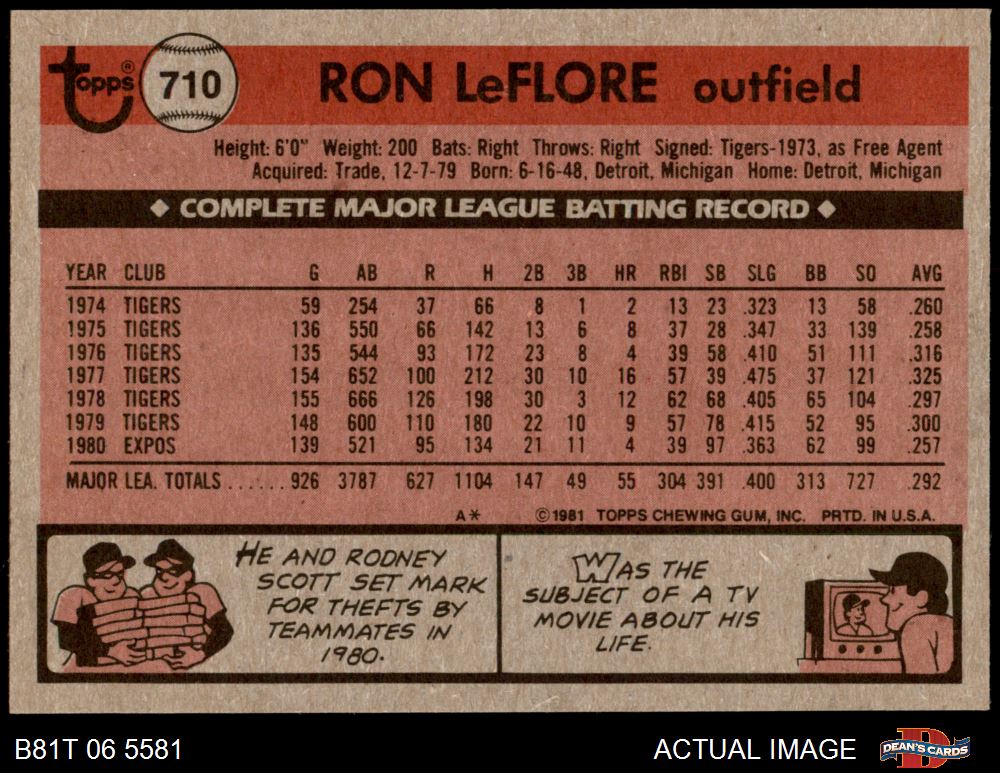 Topps® 710 RON LeFLORE outfield
Height: 6'0" Weight: 200 Bats: Right Throws: Right Signed: Tigers-1973, as Free Agent
Acquired: Trade, 12-7-79 Born: 6-16-48, Detroit, Michigan Home: Detroit, Michigan
◆ COMPLETE MAJOR LEAGUE BATTING RECORD ◆
YEAR CLUB G AB R H 2B 3B HR RBI SB SLG BB SO AVG
1974 TIGERS 59 254 37 66 8 1 2 13 23 .323 13 58 .260
1975 TIGERS 136 550 66 142 13 6 8 37 28 .347 33 139 .258
1976 TIGERS 135 544 93 172 23 8 4 39 58 .410 51 111 .316
1977 TIGERS 154 652 100 212 30 10 16 57 39 .475 37 121 .325
1978 TIGERS 155 666 126 198 30 3 12 62 68 .405 65 104 .297
1979 TIGERS 148 600 110 180 22 10 9 57 78 .415 52 95 .300
1980 EXPOS 139 521 95 134 21 11 4 39 97 .363 62 99 .257
MAJOR LEA. TOTALS ...... 926 3787 627 1104 147 49 55 304 391 .400 313 727 .292
A* ©1981 TOPPS CHEWING GUM, INC. PRTD. IN U.S.A.
HE AND RODNEY
SCOTT SET MARK
FOR THEFTS BY
TEAMMATES IN
1980.
WAS THE
SUBJECT OF A TV
MOVIE ABOUT HIS
LIFE.
B81T 06 5581 ACTUAL IMAGE DEAN'S CARDS